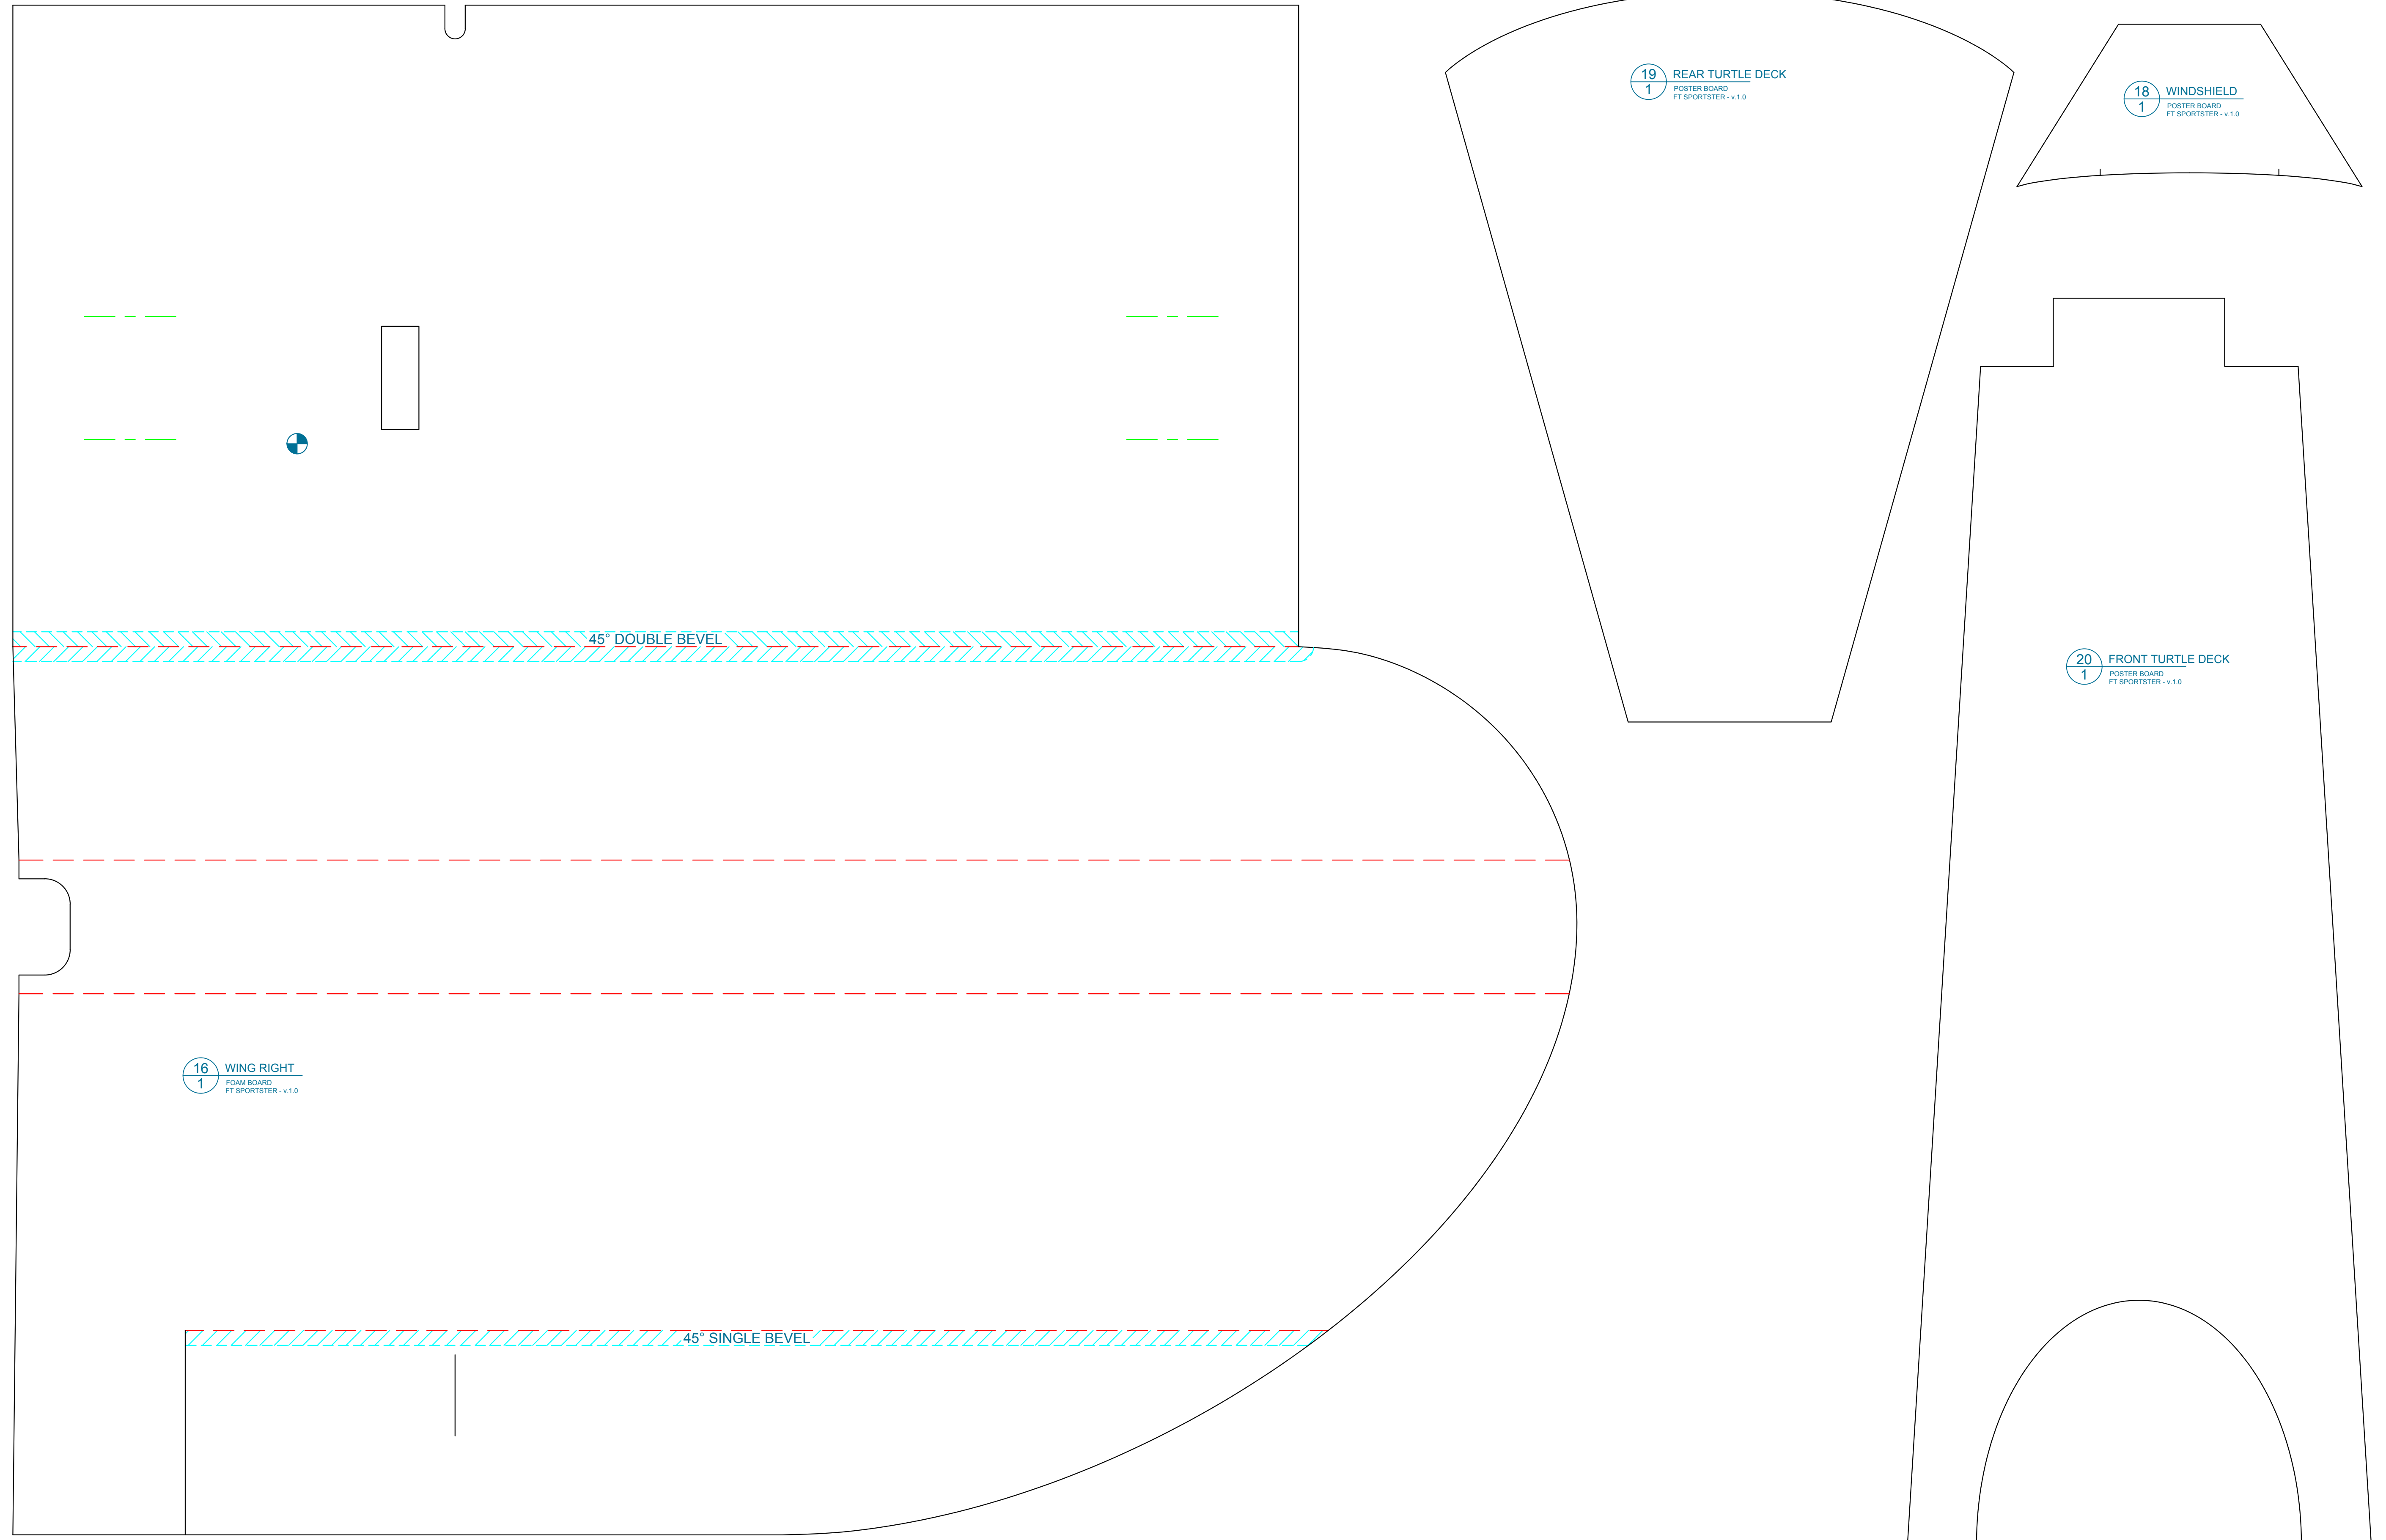 19
1
REAR TURTLE DECK
POSTER BOARD
FT SPORTSTER - v.1.0
18
1
WINDSHIELD
POSTER BOARD
FT SPORTSTER - v.1.0
45° DOUBLE BEVEL
20
1
FRONT TURTLE DECK
POSTER BOARD
FT SPORTSTER - v.1.0
16
1
WING RIGHT
FOAM BOARD
FT SPORTSTER - v.1.0
45° SINGLE BEVEL